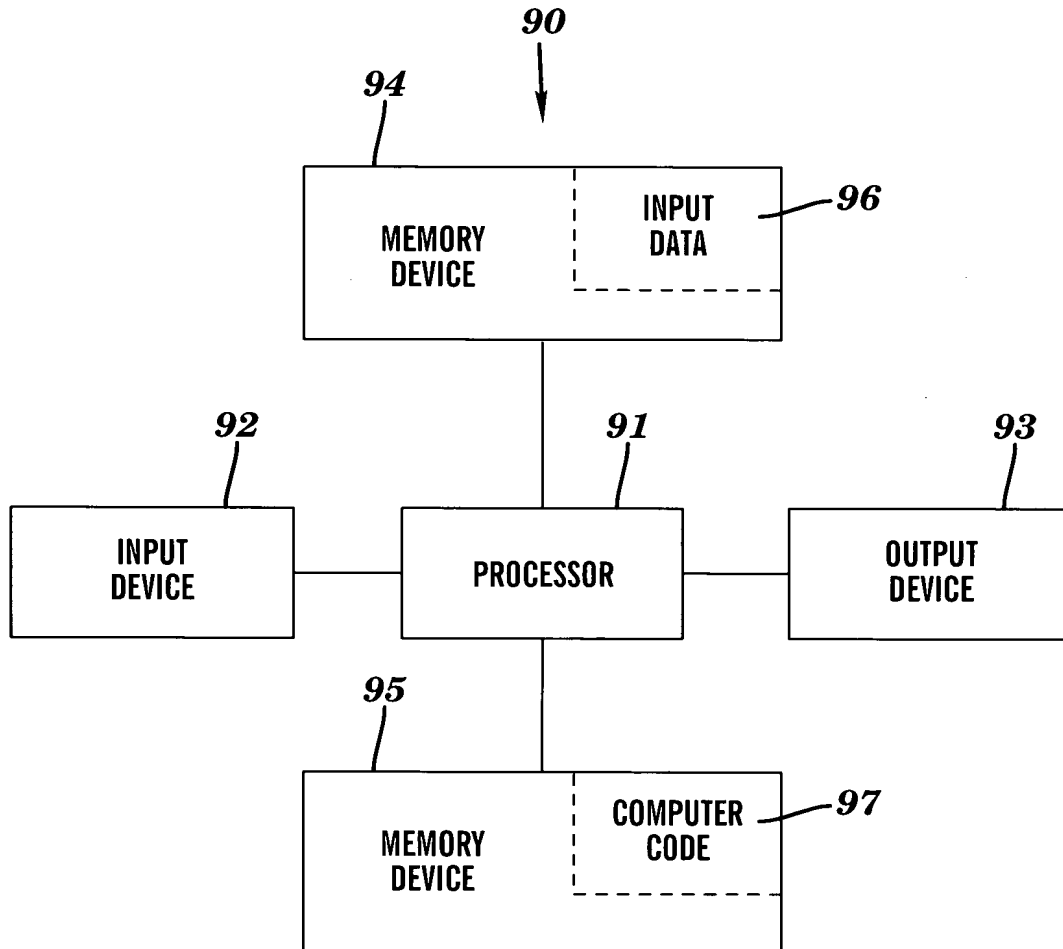 90
94
INPUT
DATA
96
MEMORY
DEVICE
92
91
93
INPUT
DEVICE
PROCESSOR
OUTPUT
DEVICE
95
COMPUTER
CODE
97
MEMORY
DEVICE